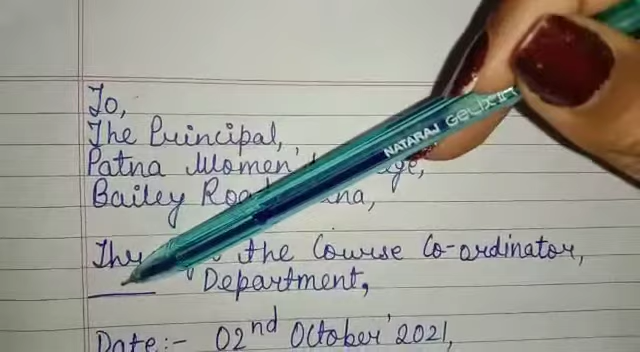 To,
The Principal,
Patna Women'
Bailey
the Course Co-ordinator,
Department,
Date:- 02nd October'2021,
NATARAJ GELIX